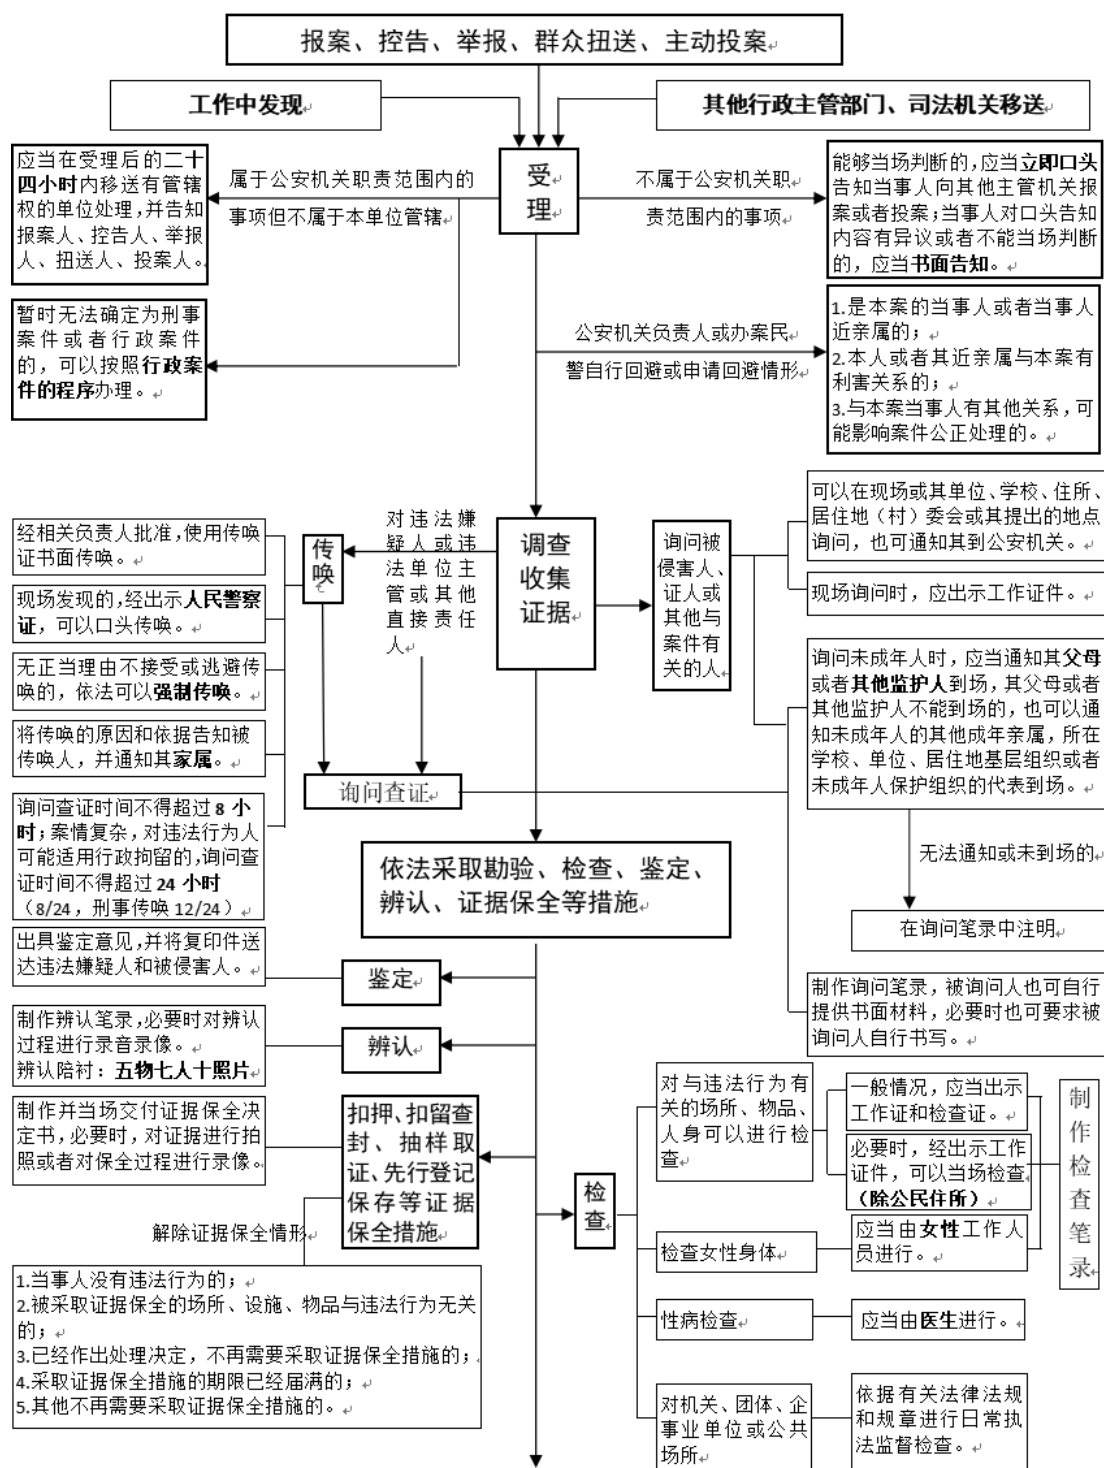 报案、控告、举报、群众扭送、主动投案
工作中发现
其他行政主管部门、司法机关移送
应当在受理后的二十
四小时内移送有管辖
权的单位处理，并告知
报案人、控告人、举报
人、扭送人、投案人。
属于公安机关职责范围内的
事项但不属于本单位管辖
受
理
不属于公安机关职
责范围内的事项
能够当场判断的，应当立即口头
告知当事人向其他主管机关报
案或者投案；当事人对口头告知
内容有异议或者不能当场判断
的，应当书面告知。
暂时无法确定为刑事
案件或者行政案件
的，可以按照行政案
件的程序办理。
公安机关负责人或办案民
警自行回避或申请回避情形
1.是本案的当事人或者当事人
近亲属的；
2.本人或者其近亲属与本案有
利害关系的；
3.与本案当事人有其他关系，可
能影响案件公正处理的。
经相关负责人批准，使用传唤
证书面传唤。
现场发现的，经出示人民警察
证，可以口头传唤。
无正当理由不接受或逃避传
唤的，依法可以强制传唤。
将传唤的原因和依据告知被
传唤人，并通知其家属。
询问查证时间不得超过 8 小
时；案情复杂，对违法行为人
可能适用行政拘留的，询问查
证时间不得超过 24 小时
（8/24，刑事传唤 12/24）
传
唤
对违法嫌
疑人或违
法单位主
管或其他
直接责任
人
调查
收集
证据
询问被
侵害人、
证人或
其他与
案件有
关的人
可以在现场或其单位、学校、住所、
居住地（村）委会或其提出的地点
询问，也可通知其到公安机关。
现场询问时，应出示工作证件。
询问未成年人时，应当通知其父母
或者其他监护人到场，其父母或者
其他监护人不能到场的，也可以通
知未成年人的其他成年亲属，所在
学校、单位、居住地基层组织或者
未成年人保护组织的代表到场。
询问查证
无法通知或未到场的
在询问笔录中注明
制作询问笔录，被询问人也可自行
提供书面材料，必要时也可要求被
询问人自行书写。
依法采取勘验、检查、鉴定、
辨认、证据保全等措施
出具鉴定意见，并将复印件送
达违法嫌疑人和被侵害人。
鉴定
制作辨认笔录，必要时对辨认
过程进行录音录像。
辨认陪衬：五物七人十照片
辨认
制作并当场交付证据保全决
定书，必要时，对证据进行拍
照或者对保全过程进行录像。
扣押、扣留查
封、抽样取
证、先行登记
保存等证据
保全措施
解除证据保全情形
1.当事人没有违法行为的；
2.被采取证据保全的场所、设施、物品与违法行为无关
的；
3.已经作出处理决定，不再需要采取证据保全措施的；
4.采取证据保全措施的期限已经届满的；
5.其他不再需要采取证据保全措施的。
检
查
对与违法行为有
关的场所、物品、
人身可以进行检
查
一般情况，应当出示
工作证和检查证。
必要时，经出示工作
证件，可以当场检查
（除公民住所）
检查女性身体
应当由女性工作人
员进行。
性病检查
应当由医生进行。
对机关、团体、企
事业单位或公共
场所
依据有关法律法规
和规章进行日常执
法监督检查。
制
作
检
查
笔
录